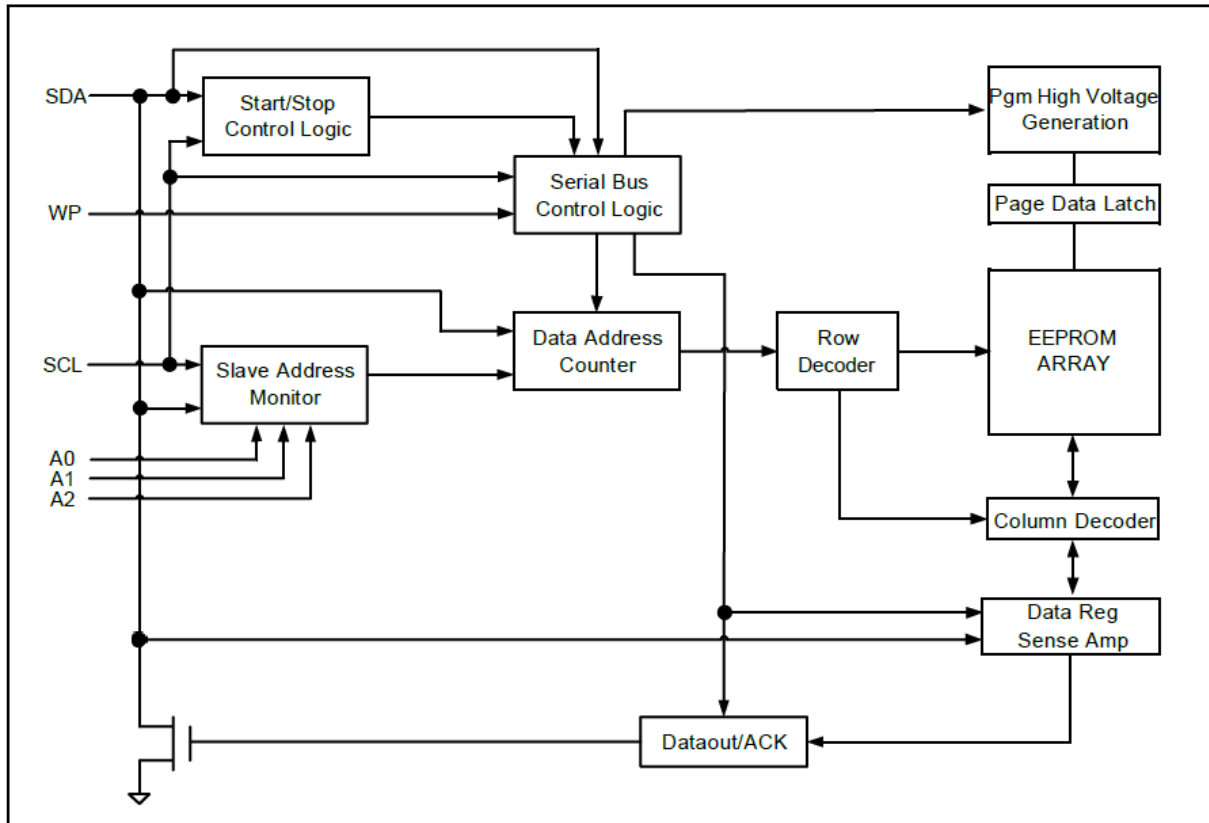 SDA
Start/Stop
Control Logic
Pgm High Voltage
Generation
WP
Serial Bus
Control Logic
Page Data Latch
SCL
Slave Address
Monitor
Data Address
Counter
Row
Decoder
EEPROM
ARRAY
A0
A1
A2
Column Decoder
Data Reg
Sense Amp
Dataout/ACK